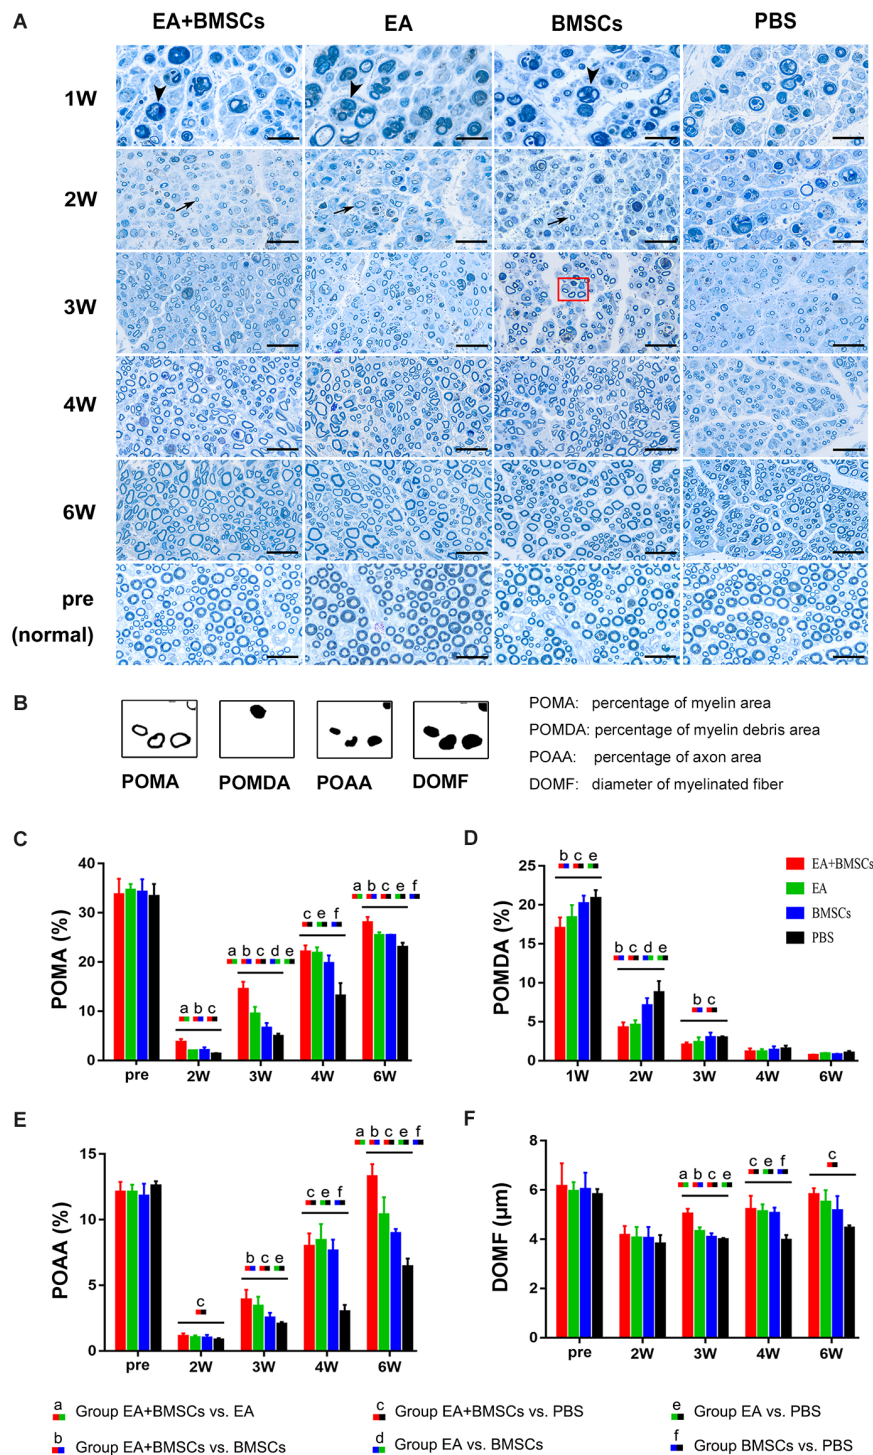 A
EA+BMSCs EA BMSCs PBS
1W
2W
3W
4W
6W
pre
(normal)
B
POMA POMDA POAA DOMF
POMA: percentage of myelin area
POMDA: percentage of myelin debris area
POAA: percentage of axon area
DOMF: diameter of myelinated fiber
C
POMA (%)
40
30
20
10
0
a b c
a b c d e
c e f
a b c e f
pre 2W 3W 4W 6W
D
POMDA (%)
25
20
15
10
5
0
b c e
b c d e
b c
1W 2W 3W 4W 6W
EA+BMSCs
EA
BMSCs
PBS
E
POAA (%)
15
10
5
0
c
b c e
c e f
a b c e f
pre 2W 3W 4W 6W
F
DOMF (μm)
8
6
4
2
0
a b c e
c e f
c
pre 2W 3W 4W 6W
a Group EA+BMSCs vs. EA
b Group EA+BMSCs vs. BMSCs
c Group EA+BMSCs vs. PBS
d Group EA vs. BMSCs
e Group EA vs. PBS
f Group BMSCs vs. PBS